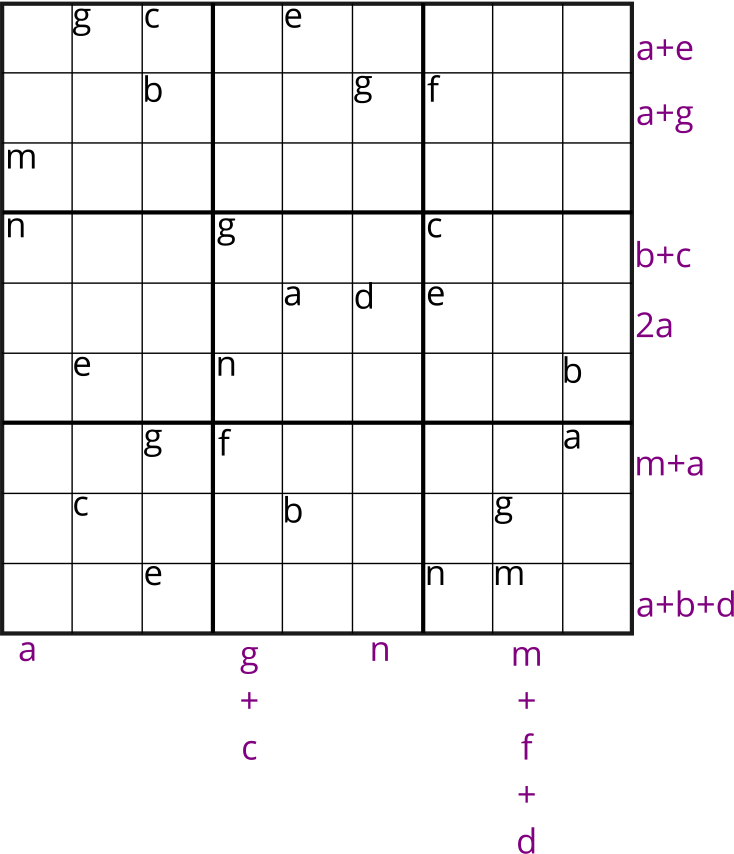 g c e
a+e
b g f
a+g
m
n g c
b+c
a d e
2a
e n b
g f a
m+a
c b g
e n m
a+b+d
a g n m
+ +
c f
+
d